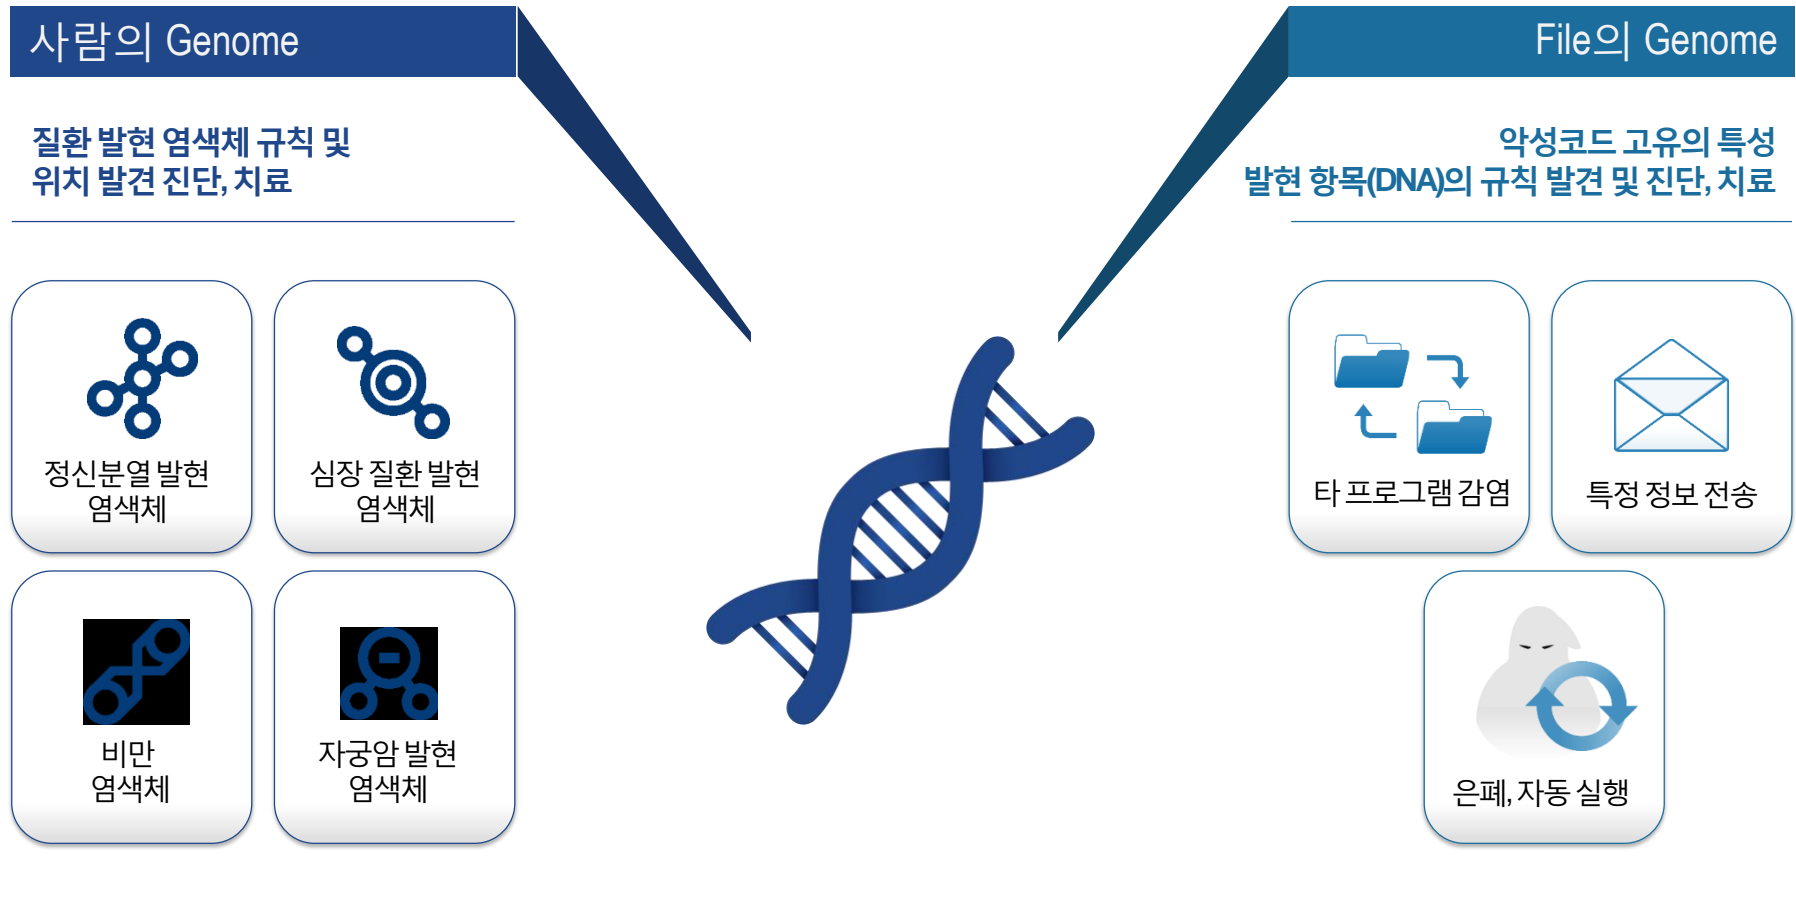 사람의 Genome
질환 발현 염색체 규칙 및
위치 발견 진단, 치료
정신분열 발현
염색체
심장 질환 발현
염색체
비만
염색체
자궁암 발현
염색체
File의 Genome
악성코드 고유의 특성
발현 항목(DNA)의 규칙 발견 및 진단, 치료
타 프로그램 감염
특정 정보 전송
은폐, 자동 실행